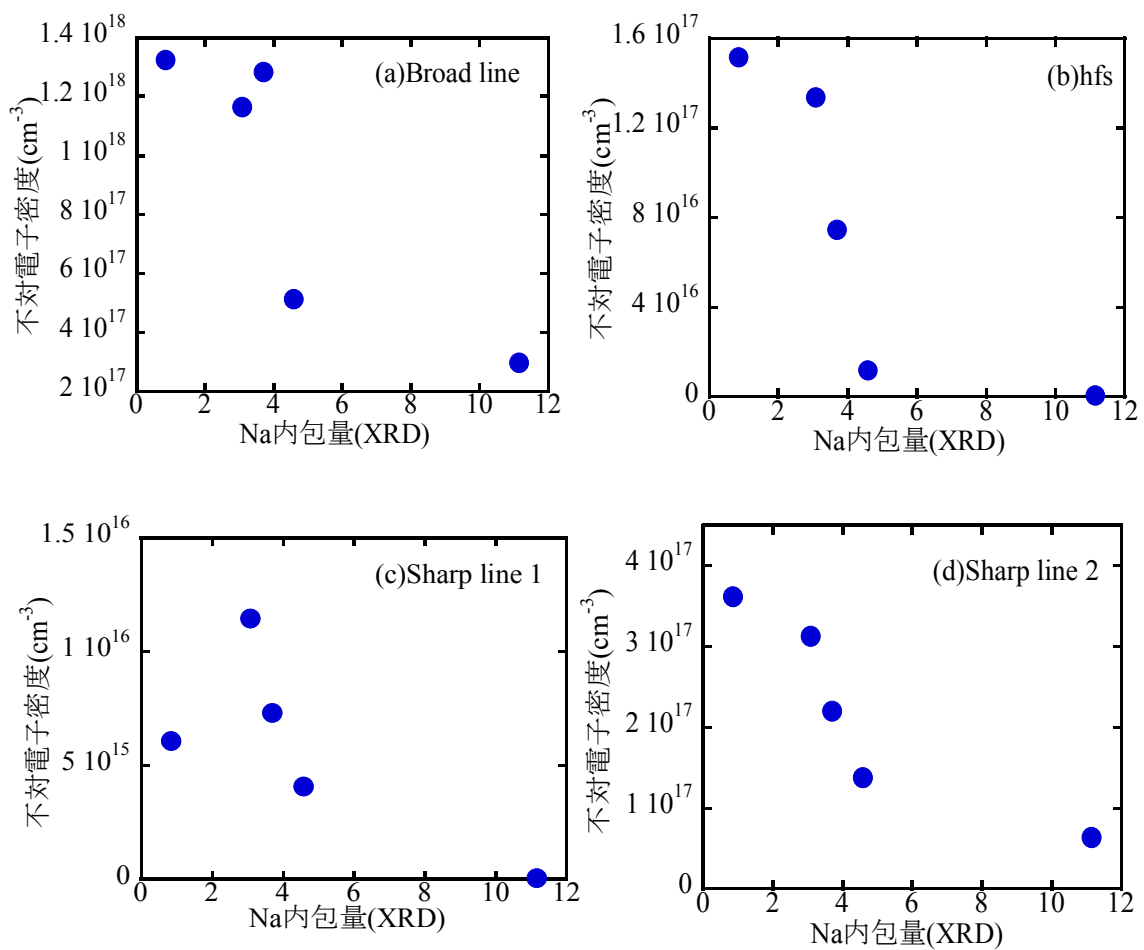 (a)Broad line
不対電子密度(cm-3)
1.4 10^18
1.2 10^18
1 10^18
8 10^17
6 10^17
4 10^17
2 10^17
0 2 4 6 8 10 12
Na内包量(XRD)
(b)hfs
不対電子密度(cm-3)
1.6 10^17
1.2 10^17
8 10^16
4 10^16
0
0 2 4 6 8 10 12
Na内包量(XRD)
(c)Sharp line 1
不対電子密度(cm-3)
1.5 10^16
1 10^16
5 10^15
0
0 2 4 6 8 10 12
Na内包量(XRD)
(d)Sharp line 2
不対電子密度(cm-3)
4 10^17
3 10^17
2 10^17
1 10^17
0
0 2 4 6 8 10 12
Na内包量(XRD)